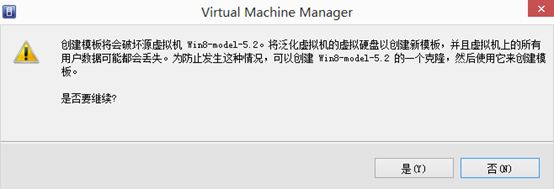 Virtual Machine Manager
创建模板将会破坏源虚拟机 Win8-model-5.2。将泛化虚拟机的虚拟硬盘以创建新模板，并且虚拟机上的所有
用户数据可能都会丢失。为防止发生这种情况，可以创建 Win8-model-5.2 的一个克隆，然后使用它来创建模
板。
是否要继续?
是(Y)
否(N)